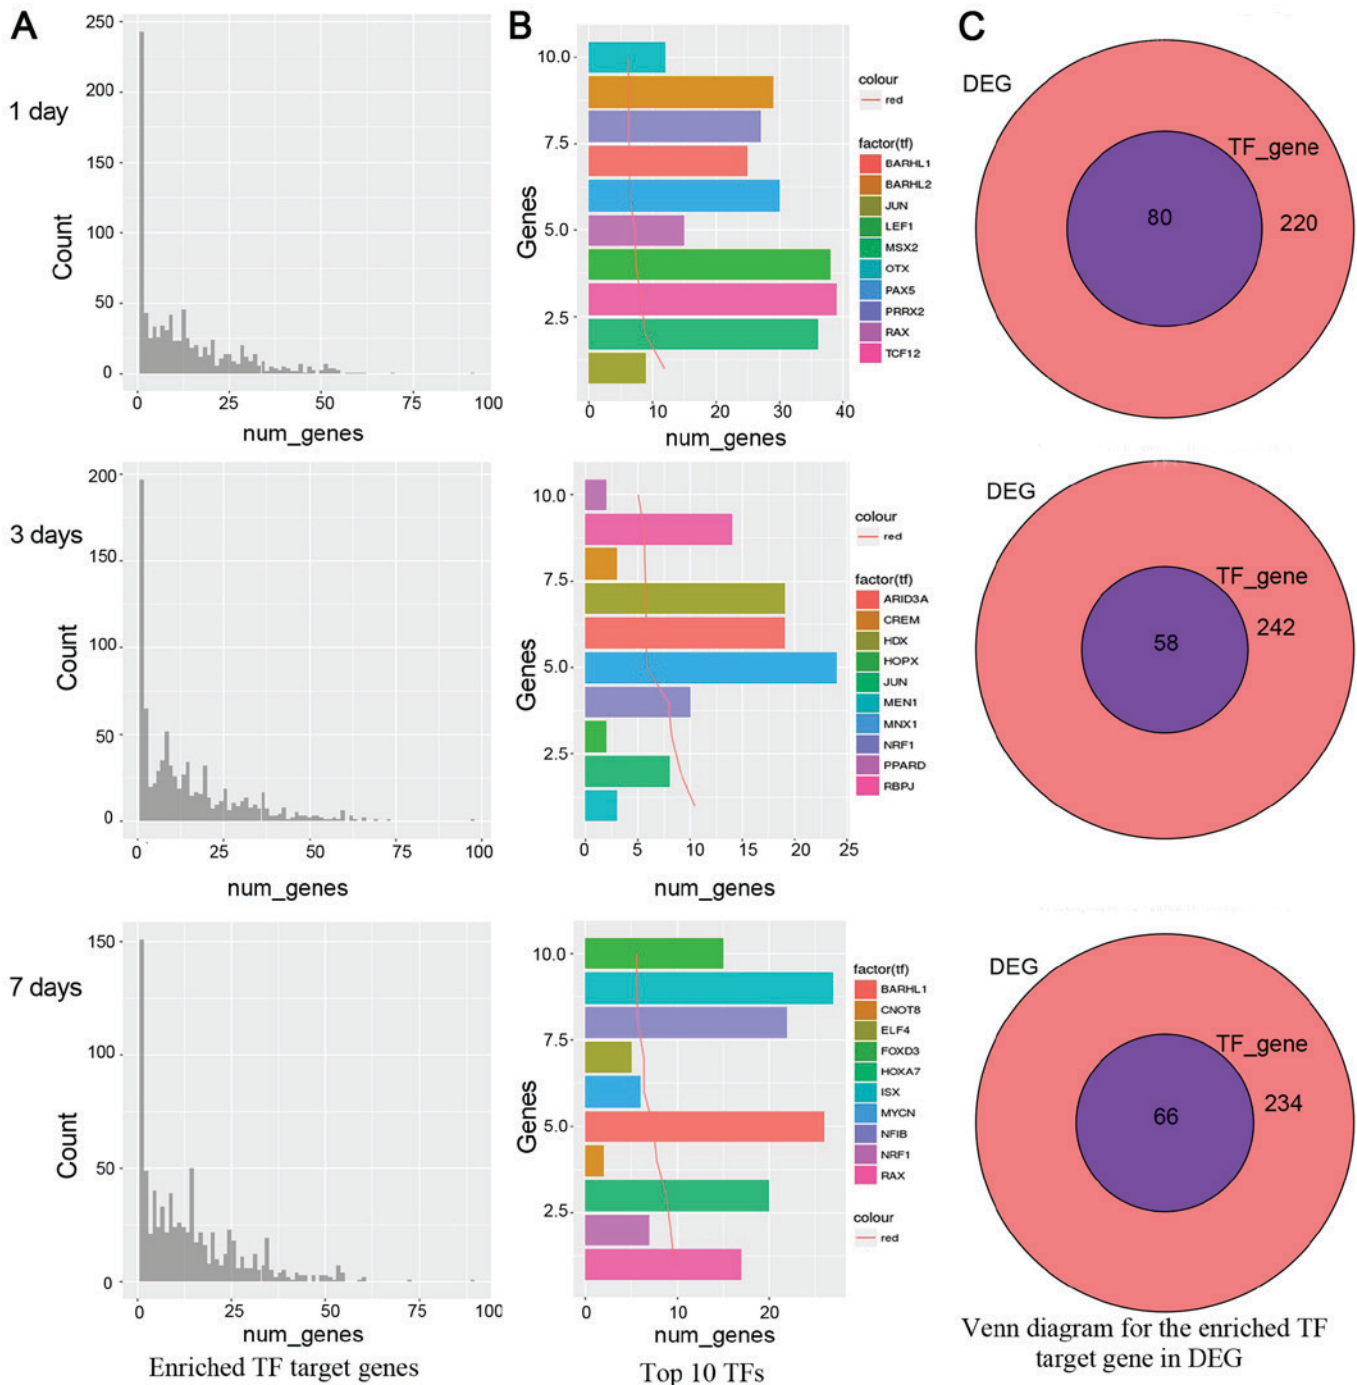 A
B
C
1 day
250
200
150
100
50
0
Count
0
25
50
75
100
num_genes
10.0
7.5
5.0
2.5
Genes
0
10
20
30
40
num_genes
colour
red
factor(tf)
BARHL1
BARHL2
JUN
LEF1
MSX2
OTX
PAX5
PRRX2
RAX
TCF12
DEG
TF_gene
80
220
3 days
200
150
100
50
0
Count
0
25
50
75
100
num_genes
10.0
7.5
5.0
2.5
Genes
0
5
10
15
20
25
num_genes
colour
red
factor(tf)
ARID3A
CREM
HDX
HOPX
JUN
MEN1
MNX1
NRF1
PPARD
RBPJ
DEG
TF_gene
58
242
7 days
150
100
50
0
Count
0
25
50
75
100
num_genes
Enriched TF target genes
10.0
7.5
5.0
2.5
Genes
0
10
20
num_genes
Top 10 TFs
factor(tf)
BARHL1
CNOT8
ELF4
FOXD3
HOXA7
ISX
MYCN
NFIB
NRF1
RAX
colour
red
DEG
TF_gene
66
234
Venn diagram for the enriched TF
target gene in DEG